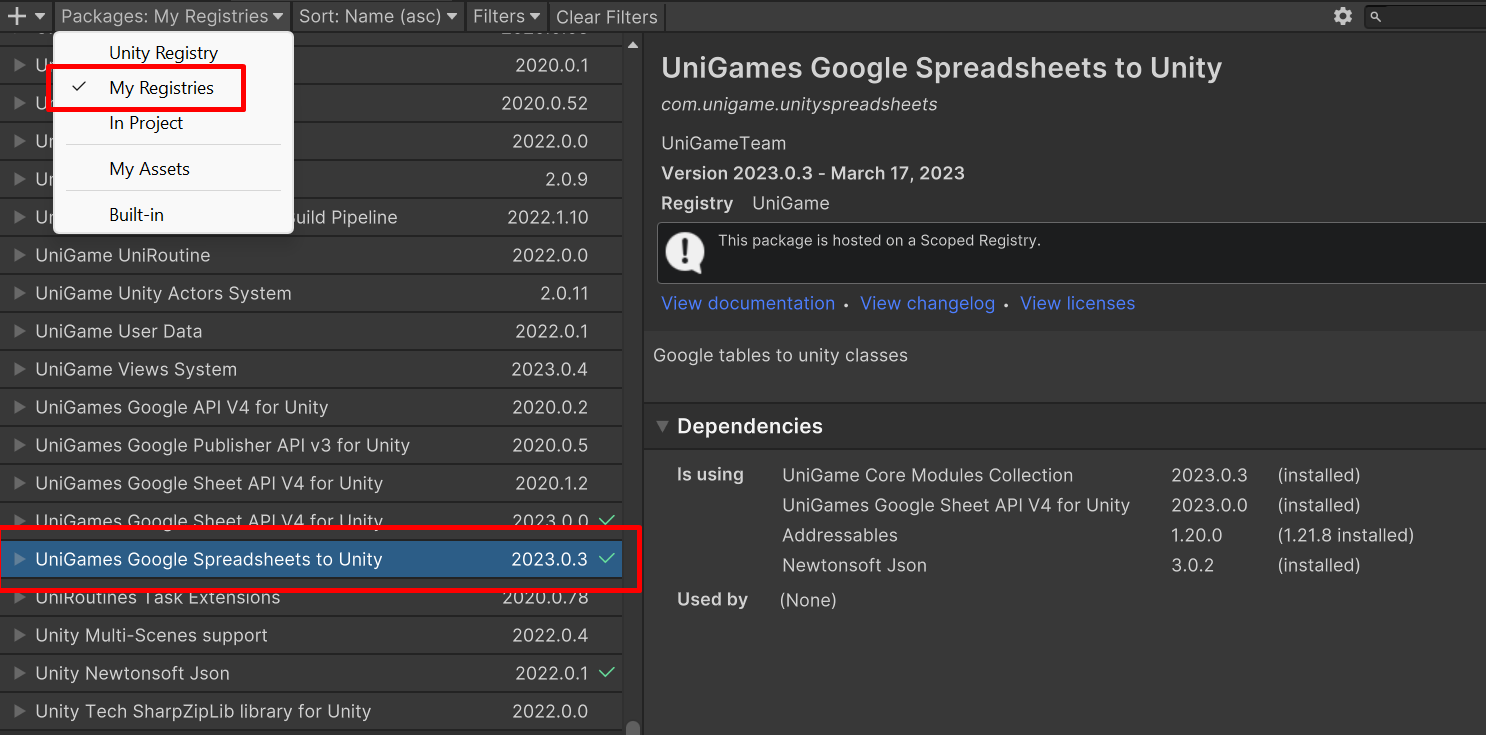 Packages: My Registries
Sort: Name (asc)
Filters
Clear Filters
Unity Registry
My Registries
In Project
My Assets
Built-in
2020.0.1
2020.0.52
2022.0.0
2.0.9
Build Pipeline 2022.1.10
UniGame UniRoutine 2022.0.0
UniGame Unity Actors System 2.0.11
UniGame User Data 2022.0.1
UniGame Views System 2023.0.4
UniGames Google API V4 for Unity 2020.0.2
UniGames Google Publisher API v3 for Unity 2020.0.5
UniGames Google Sheet API V4 for Unity 2020.1.2
UniGames Google Sheet API V4 for Unity 2023.0.0
UniGames Google Spreadsheets to Unity 2023.0.3
UniRoutines Task Extensions 2020.0.78
Unity Multi-Scenes support 2022.0.4
Unity Newtonsoft Json 2022.0.1
Unity Tech SharpZipLib library for Unity 2022.0.0
UniGames Google Spreadsheets to Unity
com.unigame.unityspreadsheets
UniGameTeam
Version 2023.0.3 - March 17, 2023
Registry UniGame
This package is hosted on a Scoped Registry.
View documentation • View changelog • View licenses
Google tables to unity classes
Dependencies
Is using UniGame Core Modules Collection 2023.0.3 (installed)
UniGames Google Sheet API V4 for Unity 2023.0.0 (installed)
Addressables 1.20.0 (1.21.8 installed)
Newtonsoft Json 3.0.2 (installed)
Used by (None)